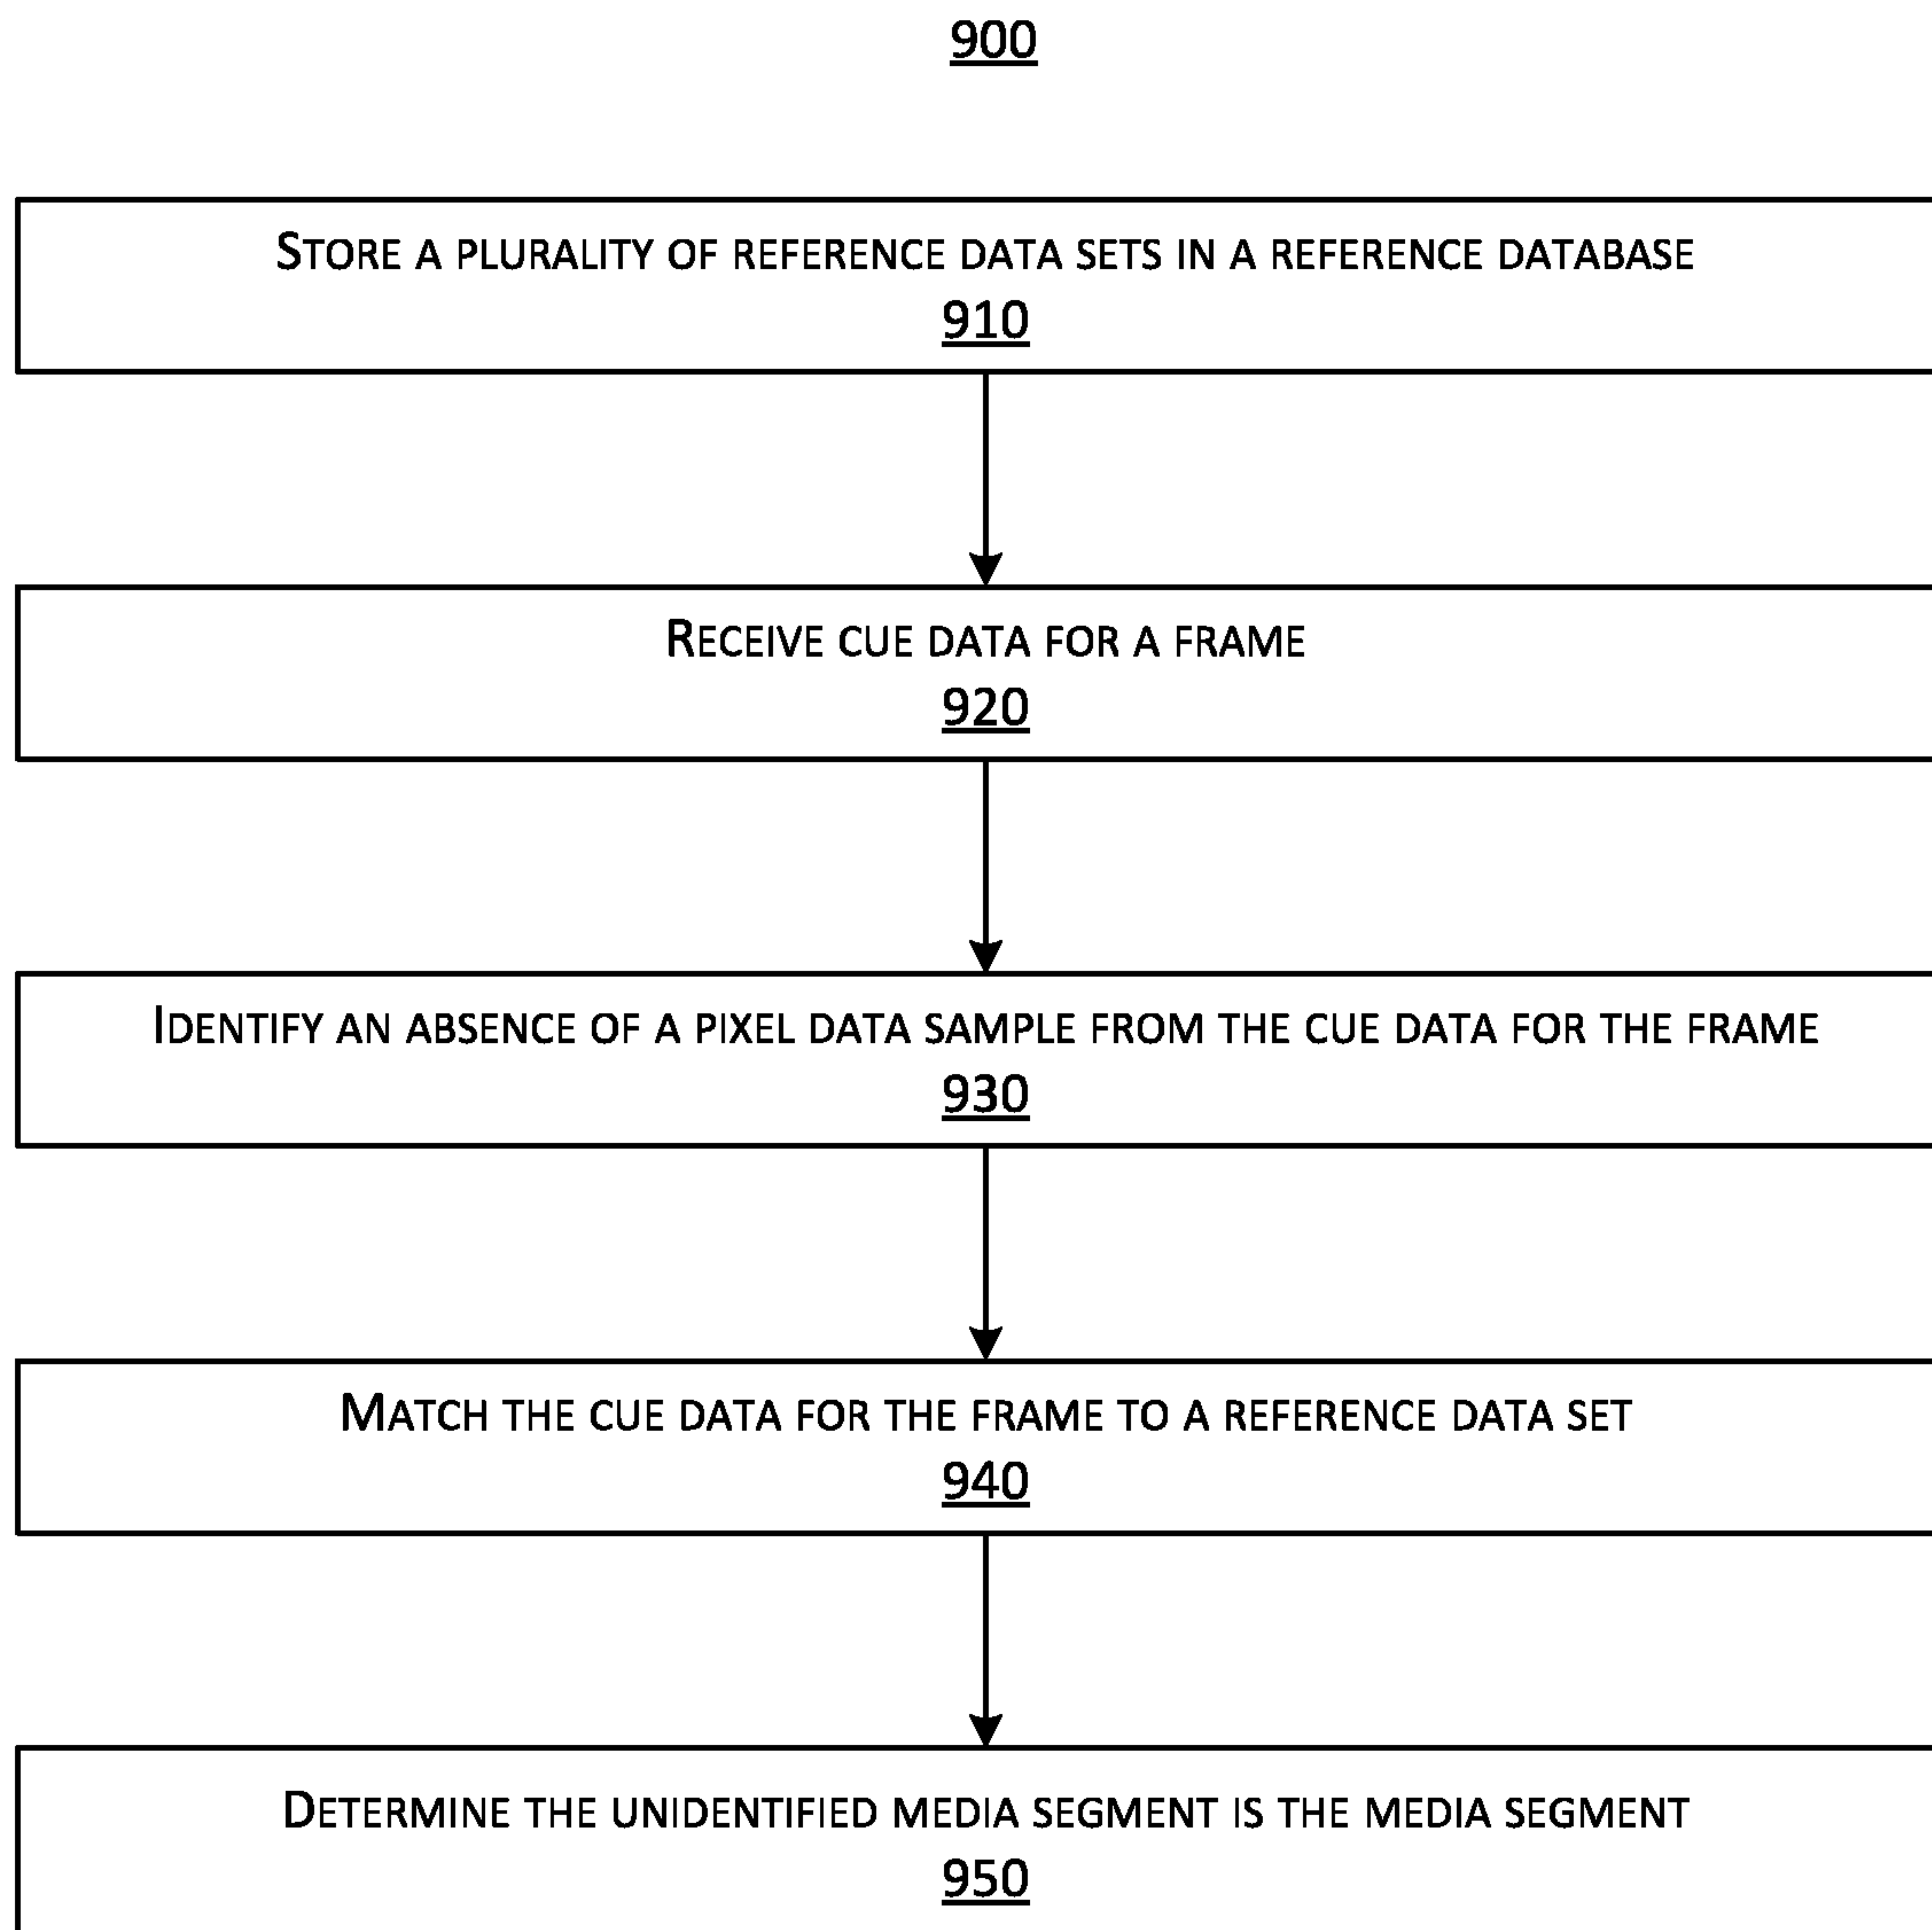 900
STORE A PLURALITY OF REFERENCE DATA SETS IN A REFERENCE DATABASE
910
RECEIVE CUE DATA FOR A FRAME
920
IDENTIFY AN ABSENCE OF A PIXEL DATA SAMPLE FROM THE CUE DATA FOR THE FRAME
930
MATCH THE CUE DATA FOR THE FRAME TO A REFERENCE DATA SET
940
DETERMINE THE UNIDENTIFIED MEDIA SEGMENT IS THE MEDIA SEGMENT
950